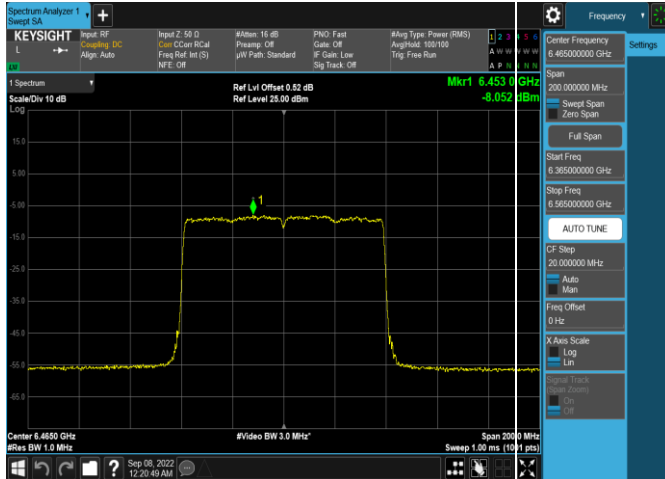 Spectrum Analyzer 1
Swept SA
Frequency
KEYSIGHT
L
Input: RF
Coupling: DC
Align: Auto
Input Z: 50 Ω
Corr CCorr RCal
Freq Ref: Int (S)
NFE: Off
#Atten: 16 dB
Preamp: Off
µW Path: Standard
PNO: Fast
Gate: Off
IF Gain: Low
Sig Track: Off
#Avg Type: Power (RMS)
Avg|Hold: 100/100
Trig: Free Run
1 2 3 4 5 6
A W W W W W
A P N N N N
1 Spectrum
Scale/Div 10 dB
Log
Ref Lvl Offset 0.52 dB
Ref Level 25.00 dBm
Mkr1 6.453 0 GHz
-8.052 dBm
15.0
5.00
-5.00
-15.0
-25.0
-35.0
-45.0
-55.0
-65.0
1
Center 6.4650 GHz
#Res BW 1.0 MHz
#Video BW 3.0 MHz*
Span 200.0 MHz
Sweep 1.00 ms (1001 pts)
Sep 08, 2022
12:20:49 AM
?
Center Frequency
6.465000000 GHz
Settings
Span
200.000000 MHz
Swept Span
Zero Span
Full Span
Start Freq
6.365000000 GHz
Stop Freq
6.565000000 GHz
AUTO TUNE
CF Step
20.000000 MHz
Auto
Man
Freq Offset
0 Hz
X Axis Scale
Log
Lin
Signal Track
(Span Zoom)
On
Off